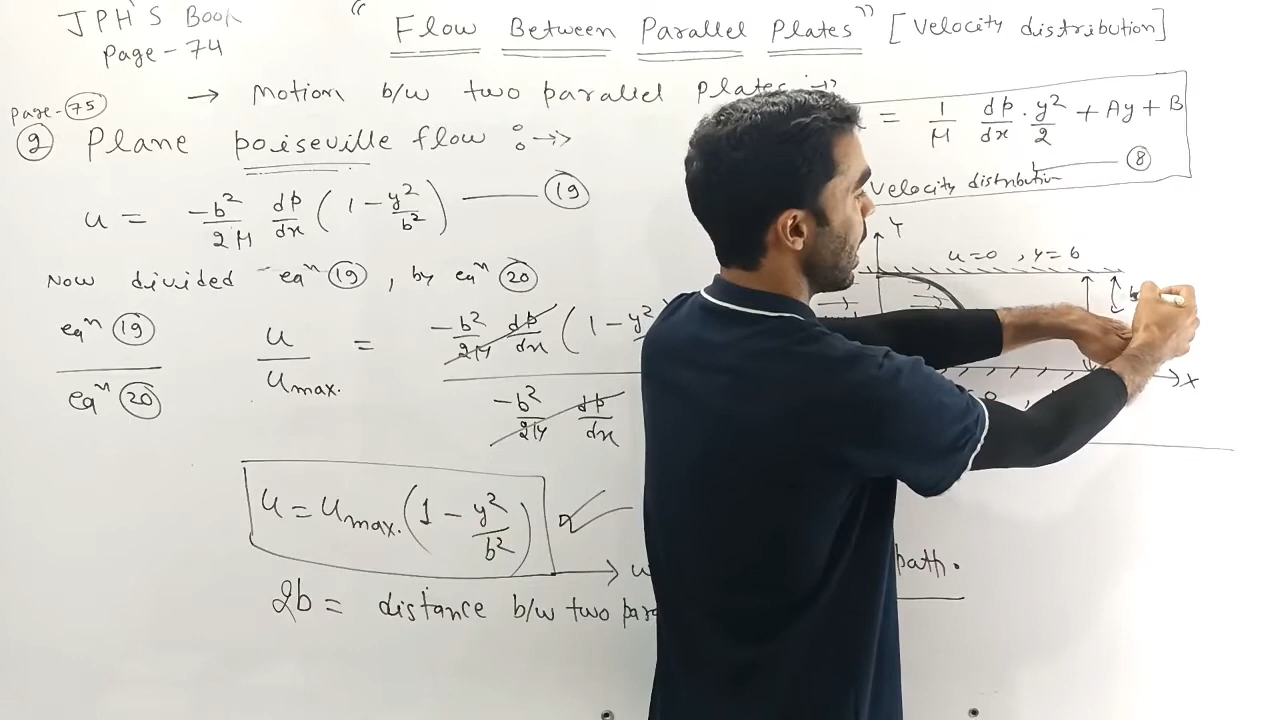 JPH'S Book
Page-74
" Flow Between Parallel Plates" [Velocity distribution]
→ Motion b/w two parallel Plates :→
Page-75
2 Plane poiseville flow :→
= 1/μ dp/dx · y²/2 + Ay + B
8
Velocity distribution
u = -b²/2μ dp/dx (1 - y²/b²) — 19
Y
u=0 , y=b
Now divided eqⁿ 19 , by eqⁿ 20
eqⁿ 19 / eqⁿ 20 u/umax. = -b²/2μ dp/dx (1 - y² / -b²/2μ dp/dx
X
u = umax. (1 - y²/b²)
path.
2b = distance b/w two